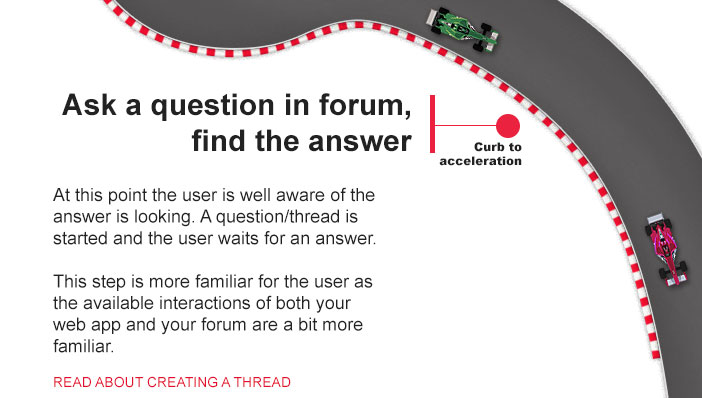 Ask a question in forum,
find the answer
Curb to
acceleration
At this point the user is well aware of the
answer is looking. A question/thread is
started and the user waits for an answer.
This step is more familiar for the user as
the available interactions of both your
web app and your forum are a bit more
familiar.
READ ABOUT CREATING A THREAD